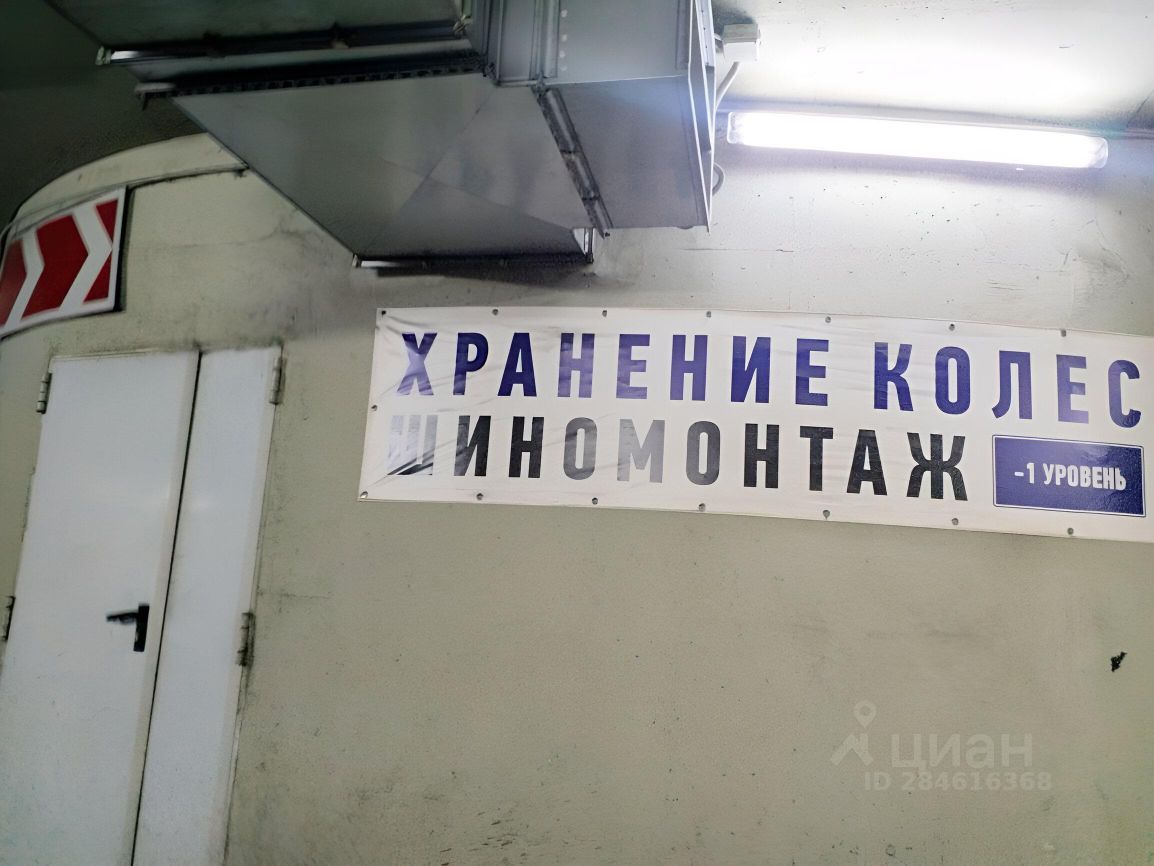 ХРАНЕНИЕ КОЛЕС
ШИНОМОНТАЖ
-1 УРОВЕНЬ
циан
ID 284616368